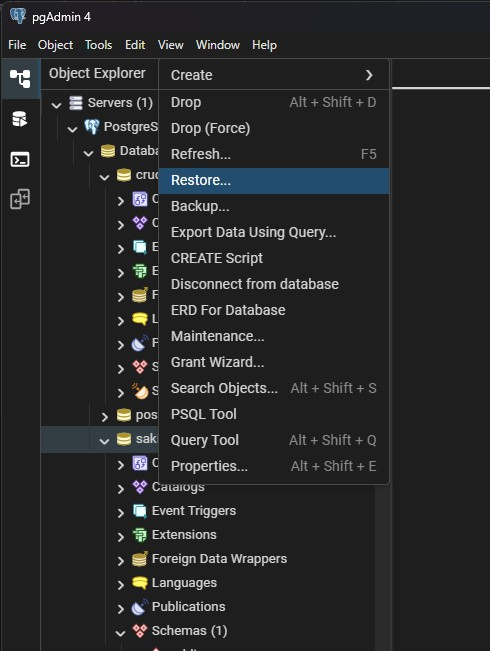 pgAdmin 4
File Object Tools Edit View Window Help
Object Explorer
Servers (1)
PostgreS
Databa
cruc
C
C
E
E
F
L
P
S
S
pos
sak
C
Catalogs
Event Triggers
Extensions
Foreign Data Wrappers
Languages
Publications
Schemas (1)
Create
Drop Alt + Shift + D
Drop (Force)
Refresh... F5
Restore...
Backup...
Export Data Using Query...
CREATE Script
Disconnect from database
ERD For Database
Maintenance...
Grant Wizard...
Search Objects... Alt + Shift + S
PSQL Tool
Query Tool Alt + Shift + Q
Properties... Alt + Shift + E